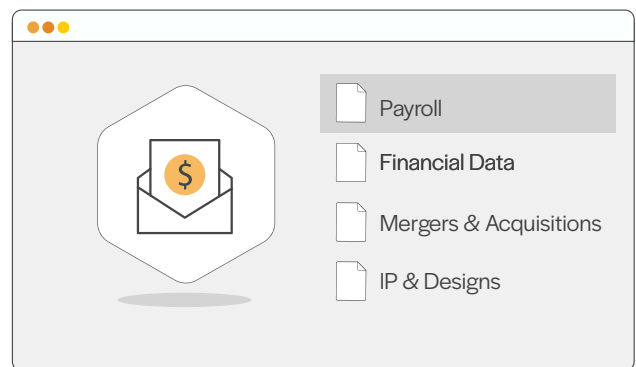 $
Payroll
Financial Data
Mergers & Acquisitions
IP & Designs